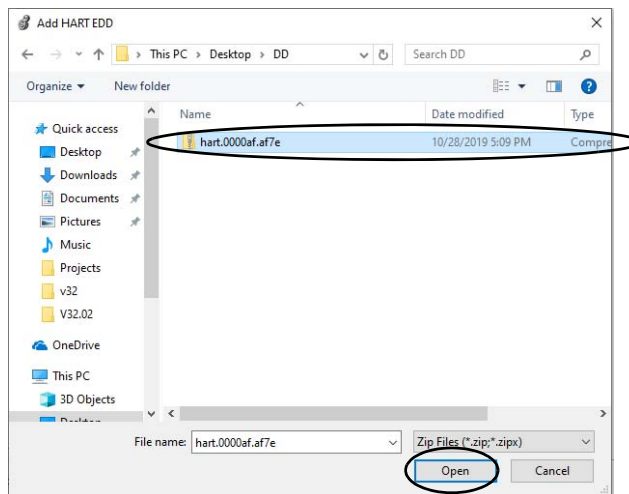 Add HART EDD
This PC > Desktop > DD
Search DD
Organize
New folder
Name
Date modified
Type
Quick access
Desktop
Downloads
Documents
Pictures
Music
Projects
v32
V32.02
OneDrive
This PC
3D Objects
Desktop
hart.0000af.af7e
10/28/2019 5:09 PM
Compre
File name:
hart.0000af.af7e
Zip Files (*.zip;*.zipx)
Open
Cancel